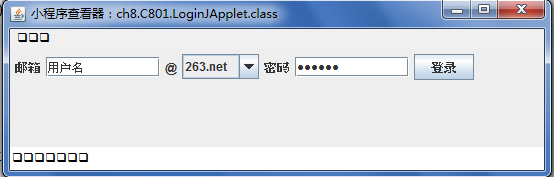 小程序查看器：ch8.C801.LoginJApplet.class
□□□
邮箱 用户名 @ 263.net 密码 ●●●●●● 登录
□□□□□□□